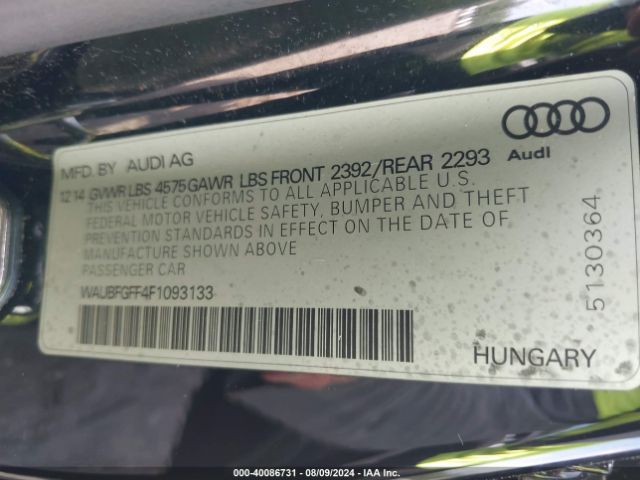 MFD. BY AUDI AG
12 14 GVWR LBS 4575 GAWR LBS FRONT 2392/REAR 2293
THIS VEHICLE CONFORMS TO ALL APPLICABLE U.S.
FEDERAL MOTOR VEHICLE SAFETY, BUMPER AND THEFT
PREVENTION STANDARDS IN EFFECT ON THE DATE OF
MANUFACTURE SHOWN ABOVE
PASSENGER CAR
WAUBFGFF4F1093133
Audi
5130364
HUNGARY
000-40086731 - 08/09/2024 - IAA Inc.